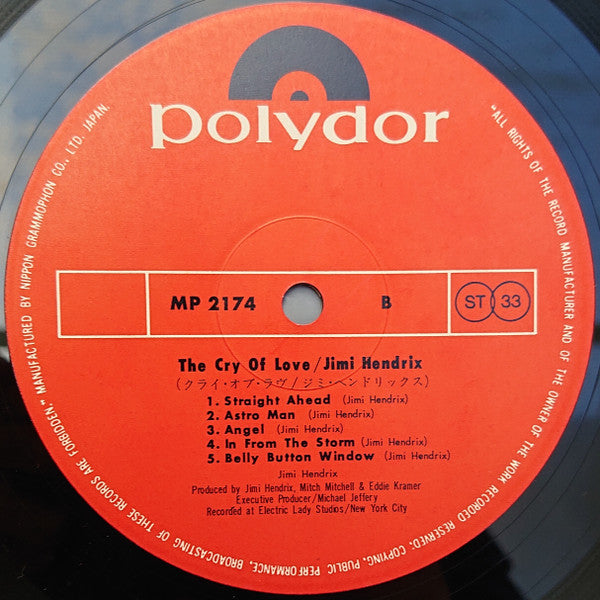 polydor
MP 2174 B ST 33
The Cry Of Love/Jimi Hendrix
(クライ・オブ・ラヴ/ジミ・ヘンドリックス)
1. Straight Ahead (Jimi Hendrix)
2. Astro Man (Jimi Hendrix)
3. Angel (Jimi Hendrix)
4. In From The Storm (Jimi Hendrix)
5. Belly Button Window (Jimi Hendrix)
Jimi Hendrix
Produced by Jimi Hendrix, Mitch Mitchell & Eddie Kramer
Executive Producer/Michael Jeffery
Recorded at Electric Lady Studios/New York City
"ALL RIGHTS OF THE RECORD MANUFACTURER AND OF THE OWNER OF THE WORK RECORDED RESERVED: COPYING, PUBLIC PERFORMANCE, BROADCASTING OF THESE RECORDS ARE FORBIDDEN" MANUFACTURED BY NIPPON GRAMMOPHON CO., LTD. JAPAN.